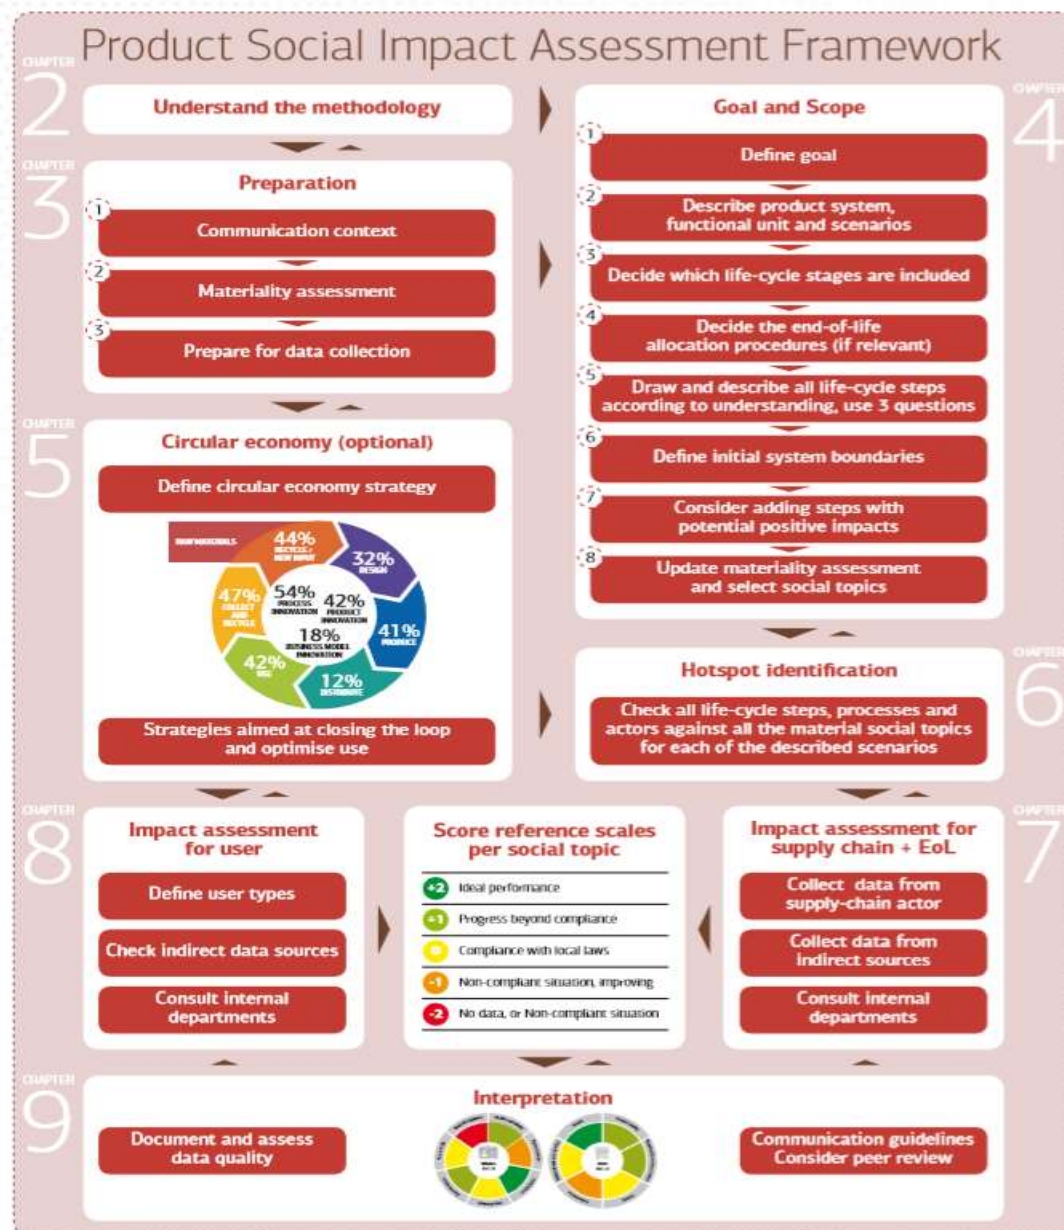 Product Social Impact Assessment Framework
CHAPTER
2
Understand the methodology
CHAPTER
3
Preparation
1
Communication context
2
Materiality assessment
3
Prepare for data collection
CHAPTER
4
Goal and Scope
1
Define goal
2
Describe product system,
functional unit and scenarios
3
Decide which life-cycle stages are included
4
Decide the end-of-life
allocation procedures (if relevant)
5
Draw and describe all life-cycle steps
according to understanding, use 3 questions
6
Define initial system boundaries
7
Consider adding steps with
potential positive impacts
8
Update materiality assessment
and select social topics
CHAPTER
5
Circular economy (optional)
Define circular economy strategy
RAW MATERIALS
44%
RECYCLE /
NEW INPUT
32%
DESIGN
41%
PRODUCE
12%
DISTRIBUTE
42%
USE
47%
COLLECT
AND
RECYCLE
54%
PROCESS
INNOVATION
42%
PRODUCT
INNOVATION
18%
BUSINESS MODEL
INNOVATION
Strategies aimed at closing the loop
and optimise use
CHAPTER
6
Hotspot identification
Check all life-cycle steps, processes and
actors against all the material social topics
for each of the described scenarios
CHAPTER
8
Impact assessment
for user
Define user types
Check indirect data sources
Consult internal
departments
Score reference scales
per social topic
+2 Ideal performance
+1 Progress beyond compliance
0 Compliance with local laws
-1 Non-compliant situation, improving
-2 No data, or Non-compliant situation
CHAPTER
7
Impact assessment for
supply chain + EoL
Collect data from
supply-chain actor
Collect data from
indirect sources
Consult internal
departments
CHAPTER
9
Interpretation
Document and assess
data quality
Communication guidelines
Consider peer review